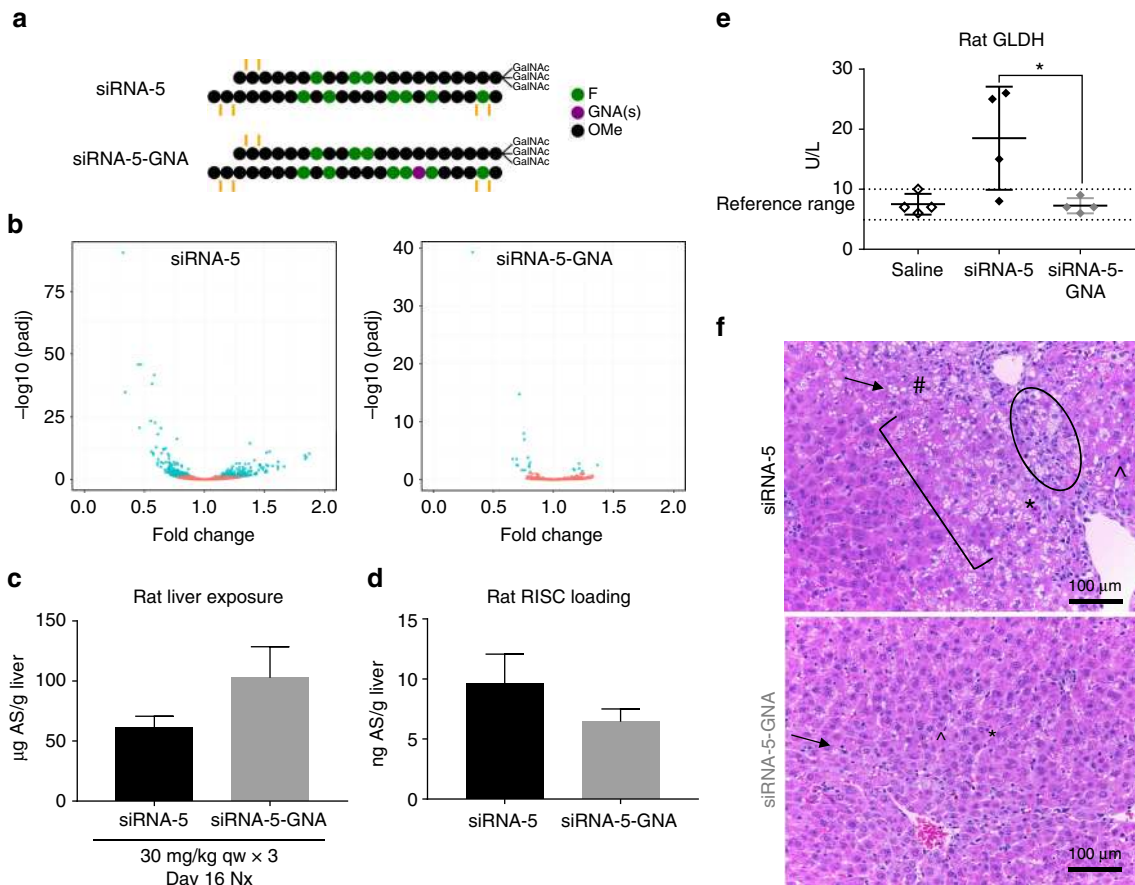 a
siRNA-5
GalNAc
GalNAc
GalNAc
siRNA-5-GNA
GalNAc
GalNAc
GalNAc
F
GNA(s)
OMe
b
siRNA-5
–log10 (padj)
75
50
25
0
0.0 0.5 1.0 1.5 2.0
Fold change
siRNA-5-GNA
–log10 (padj)
40
30
20
10
0
0.0 0.5 1.0 1.5 2.0
Fold change
c
Rat liver exposure
µg AS/g liver
150
100
50
0
siRNA-5 siRNA-5-GNA
30 mg/kg qw × 3
Day 16 Nx
d
Rat RISC loading
ng AS/g liver
15
10
5
0
siRNA-5 siRNA-5-GNA
e
Rat GLDH
*
U/L
30
20
10
0
Reference range
Saline siRNA-5 siRNA-5-
GNA
f
siRNA-5
#
*
^
100 µm
siRNA-5-GNA
^ *
100 µm